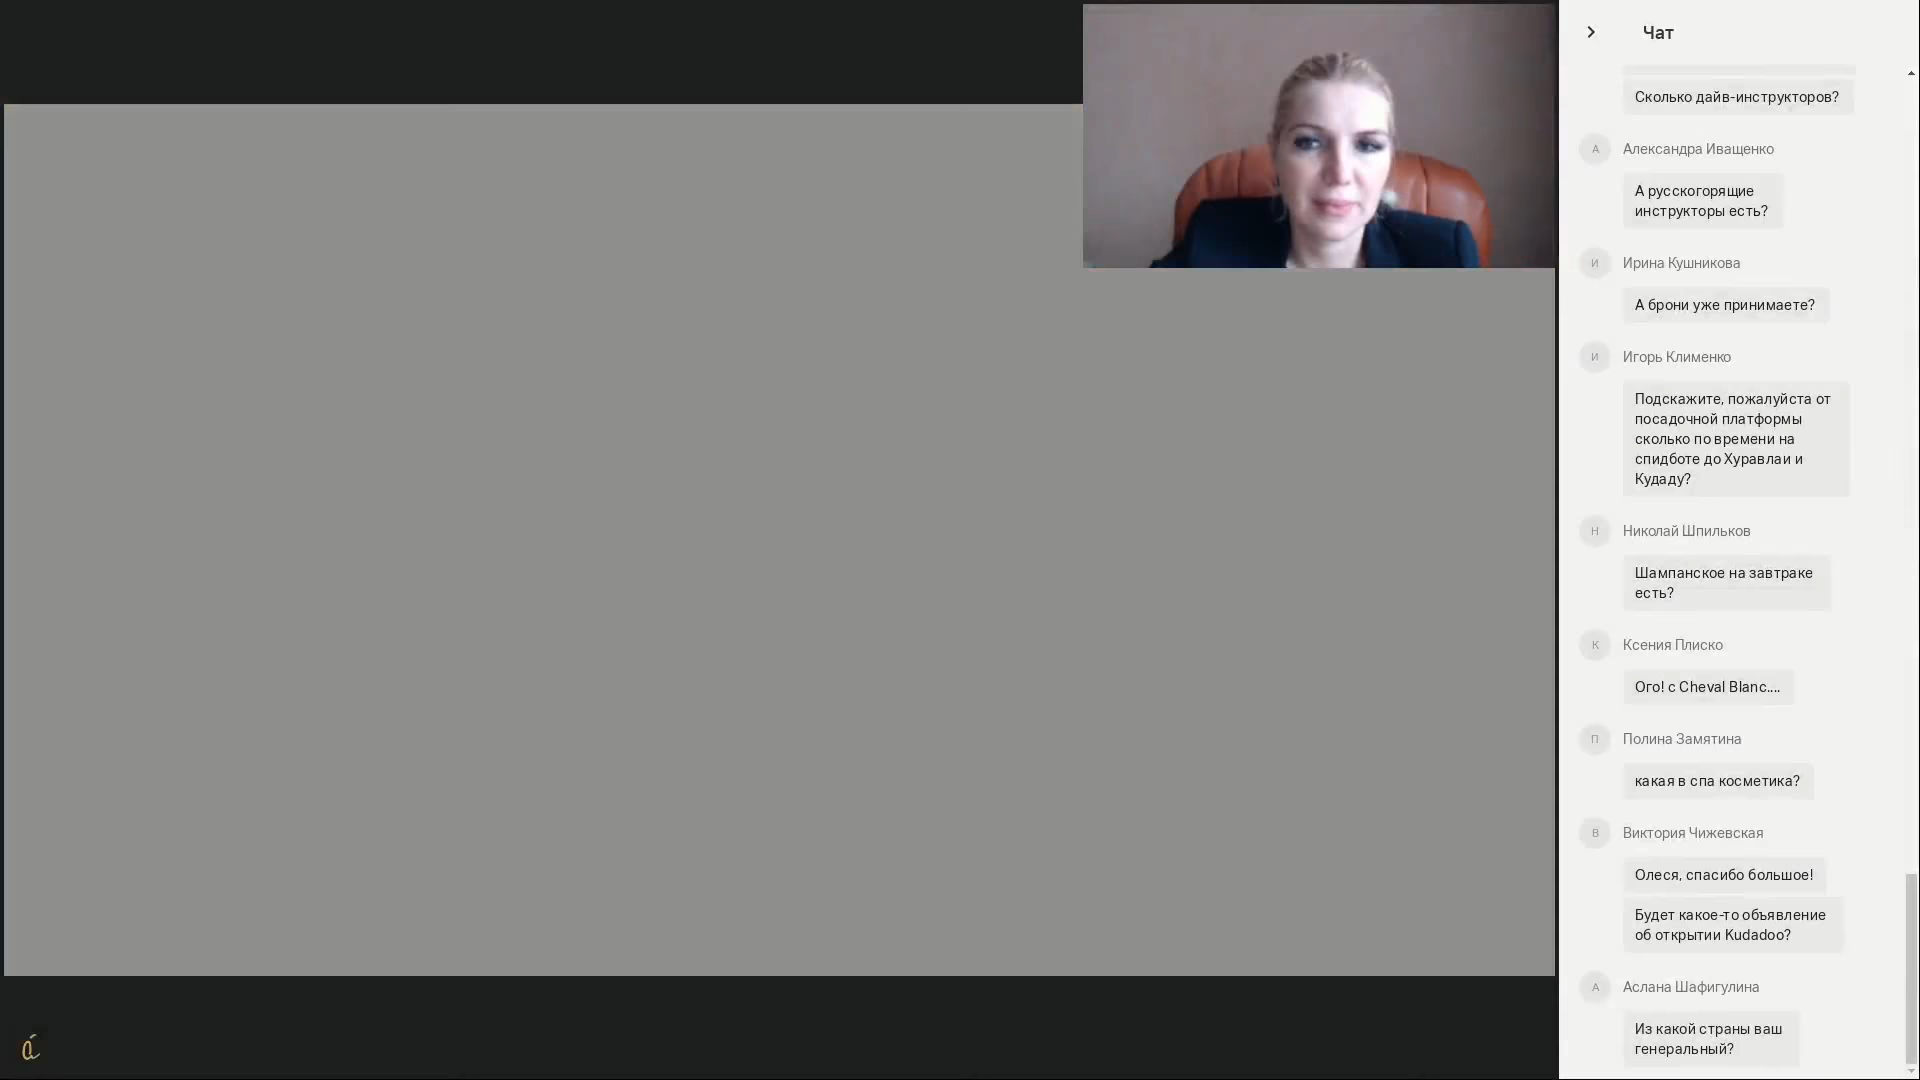 Чат
Сколько дайв-инструкторов?
А
Александра Иващенко
А русскогорящие
инструкторы есть?
И
Ирина Кушникова
А брони уже принимаете?
И
Игорь Клименко
Подскажите, пожалуйста от
посадочной платформы
сколько по времени на
спидботе до Хуравлаи и
Кудаду?
Н
Николай Шпильков
Шампанское на завтраке
есть?
К
Ксения Плиско
Ого! с Cheval Blanc....
П
Полина Замятина
какая в спа косметика?
В
Виктория Чижевская
Олеся, спасибо большое!
Будет какое-то объявление
об открытии Kudadoo?
А
Аслана Шафигулина
Из какой страны ваш
генеральный?
á